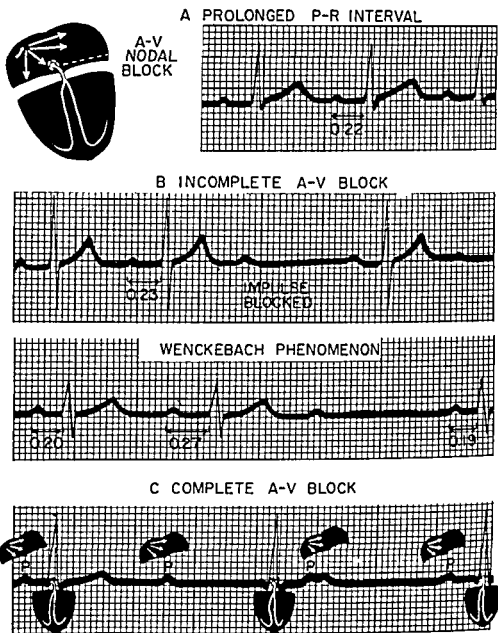 A PROLONGED P-R INTERVAL
A-V
NODAL
BLOCK
0.22
B INCOMPLETE A-V BLOCK
0.23
IMPULSE
BLOCKED
WENCKEBACH PHENOMENON
0.20
0.27
0.19
C COMPLETE A-V BLOCK
P
P
P
P